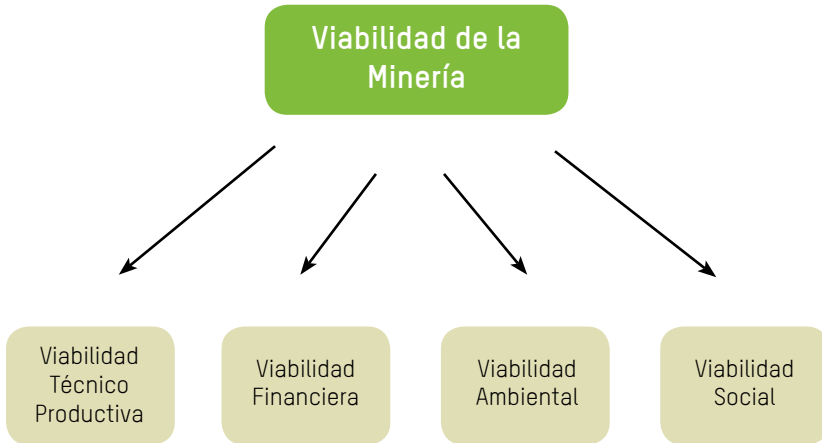 Viabilidad de la
Minería
Viabilidad
Técnico
Productiva
Viabilidad
Financiera
Viabilidad
Ambiental
Viabilidad
Social